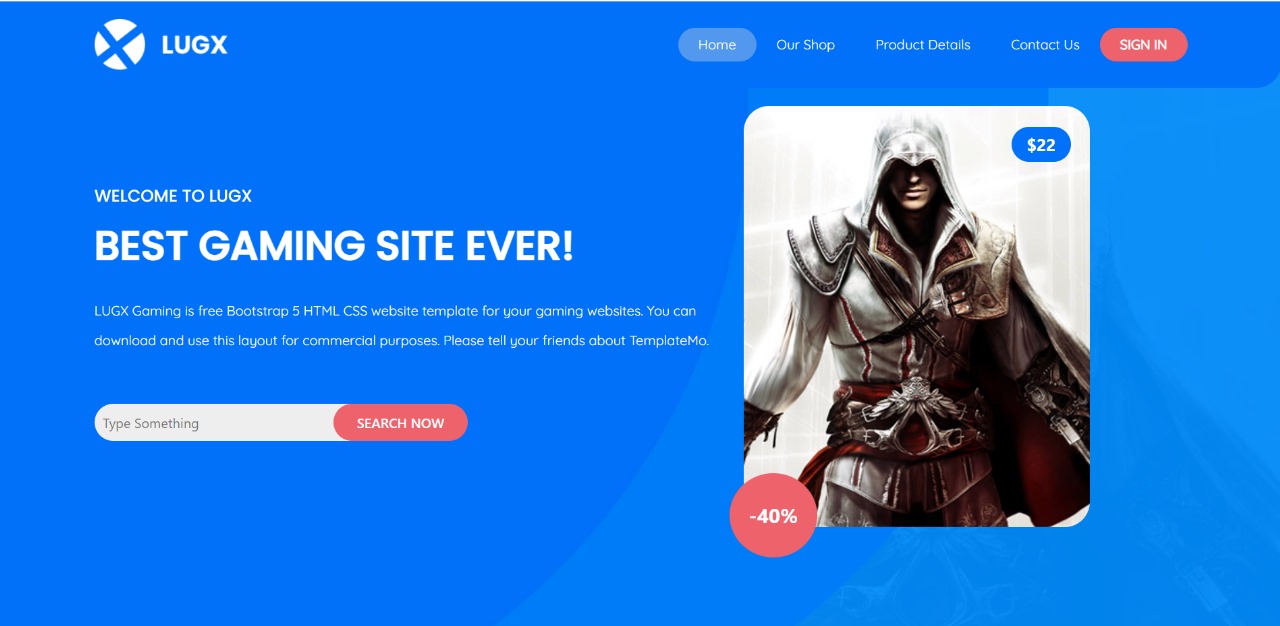 LUGX
Home
Our Shop
Product Details
Contact Us
SIGN IN
$22
WELCOME TO LUGX
BEST GAMING SITE EVER!
LUGX Gaming is free Bootstrap 5 HTML CSS website template for your gaming websites. You can
download and use this layout for commercial purposes. Please tell your friends about TemplateMo.
Type Something
SEARCH NOW
-40%